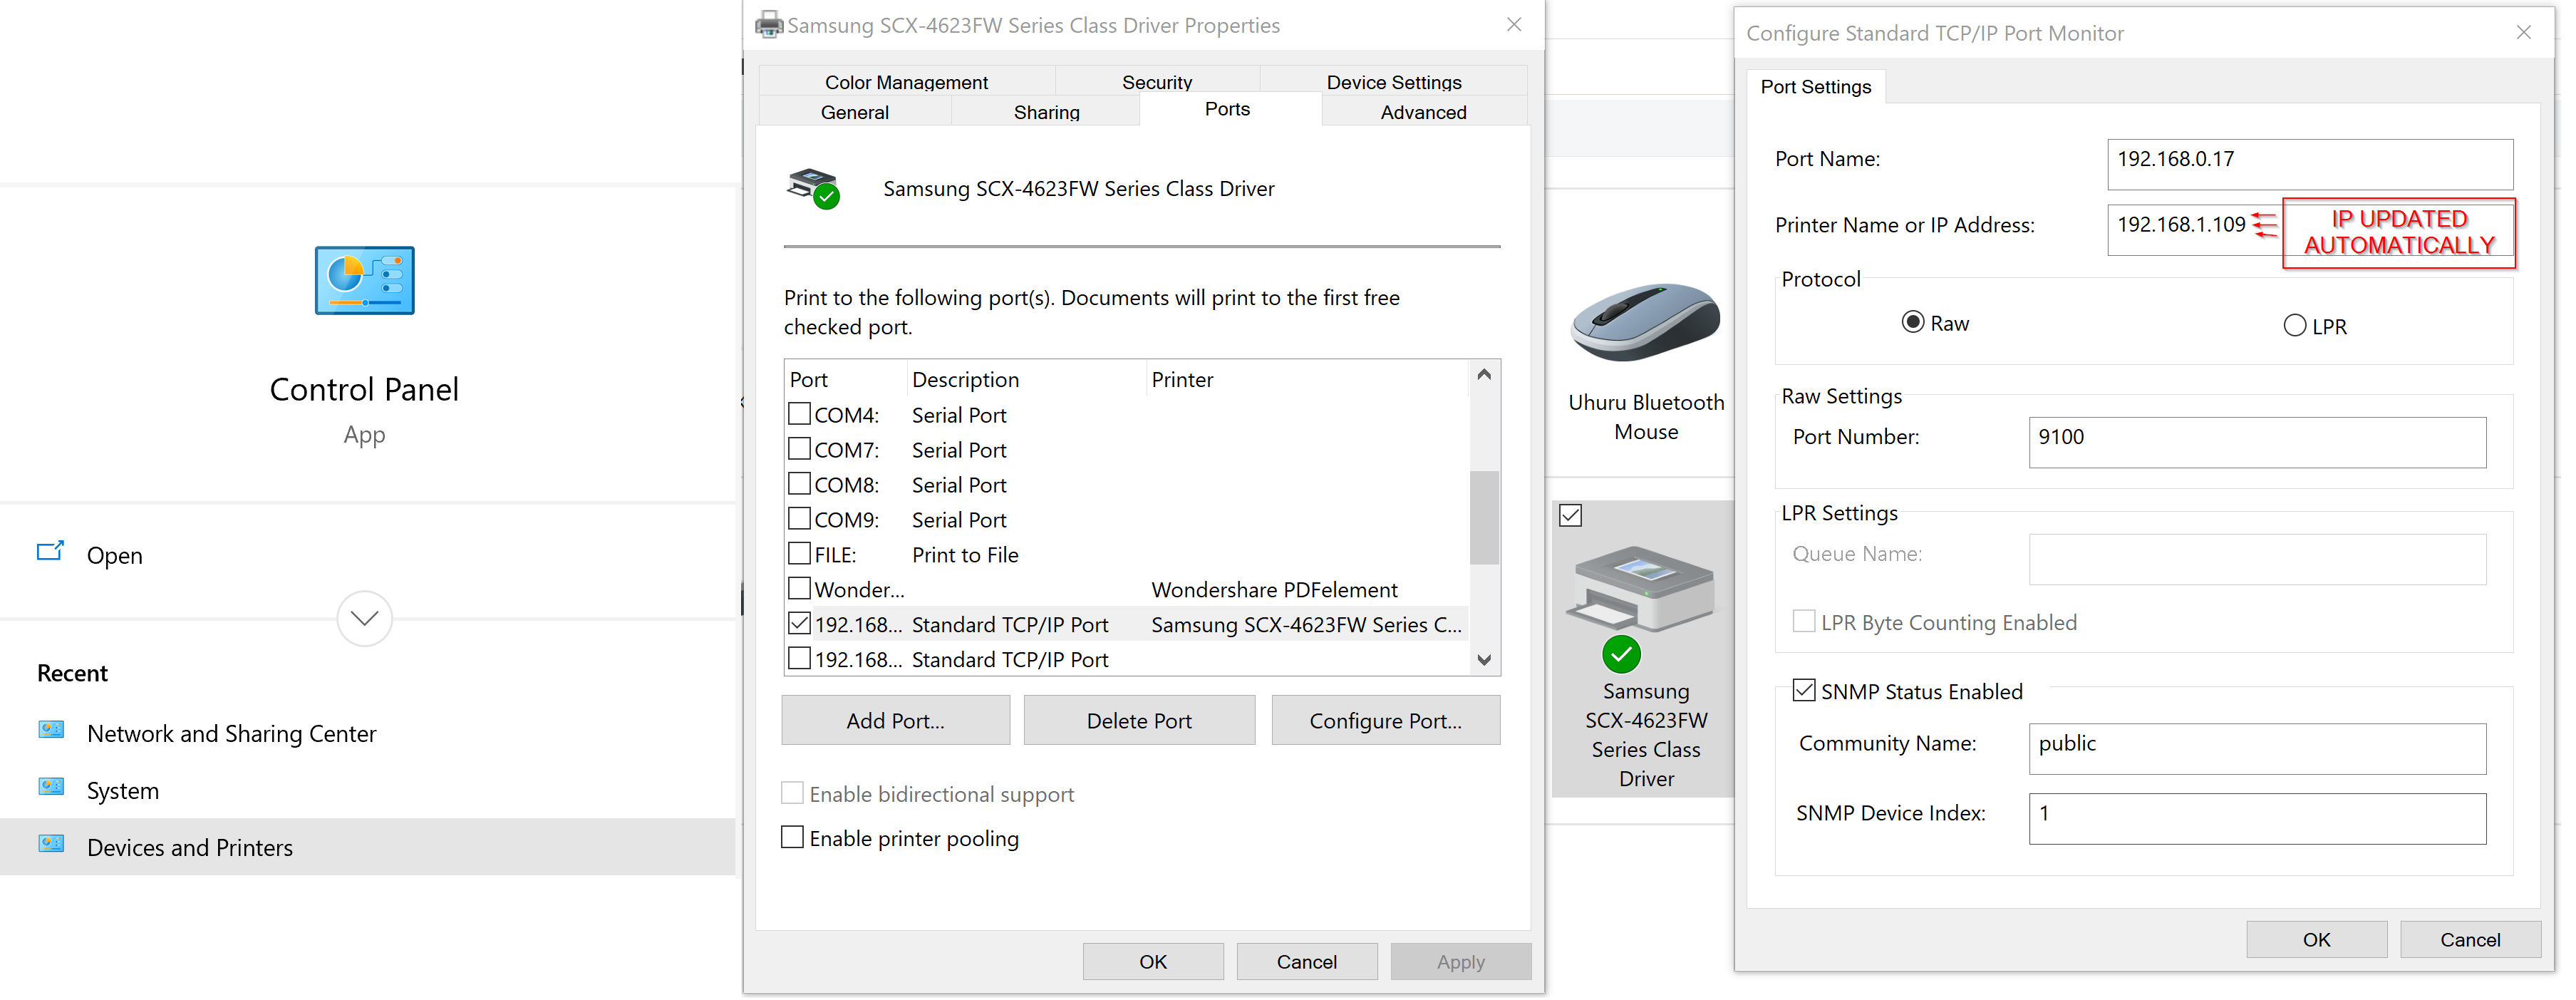 Control Panel
App
Open
Recent
Network and Sharing Center
System
Devices and Printers
Samsung SCX-4623FW Series Class Driver Properties
Color Management
Security
Device Settings
General
Sharing
Ports
Advanced
Samsung SCX-4623FW Series Class Driver
Print to the following port(s). Documents will print to the first free
checked port.
Port Description Printer
COM4: Serial Port
COM7: Serial Port
COM8: Serial Port
COM9: Serial Port
FILE: Print to File
Wonder... Wondershare PDFelement
192.168... Standard TCP/IP Port Samsung SCX-4623FW Series C...
192.168... Standard TCP/IP Port
Add Port...
Delete Port
Configure Port...
Enable bidirectional support
Enable printer pooling
OK
Cancel
Apply
Uhuru Bluetooth
Mouse
Samsung
SCX-4623FW
Series Class
Driver
Configure Standard TCP/IP Port Monitor
Port Settings
Port Name: 192.168.0.17
Printer Name or IP Address: 192.168.1.109
IP UPDATED
AUTOMATICALLY
Protocol
Raw
LPR
Raw Settings
Port Number: 9100
LPR Settings
Queue Name:
LPR Byte Counting Enabled
SNMP Status Enabled
Community Name: public
SNMP Device Index: 1
OK
Cancel